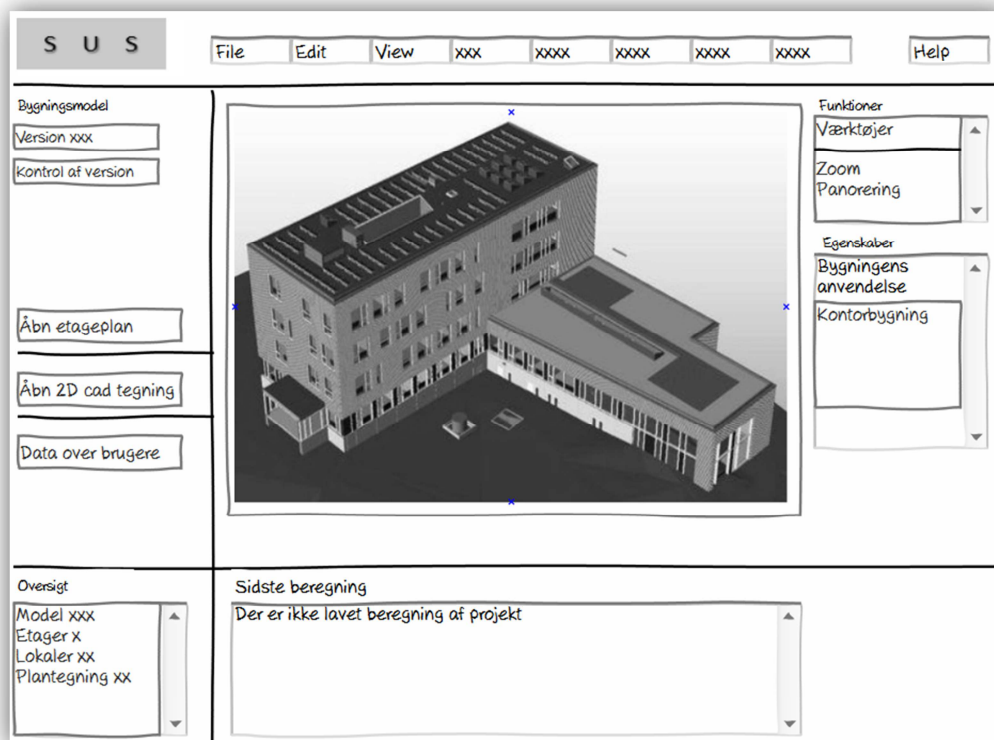 S U S
File Edit View xxx xxxx xxxx xxxx xxxx Help
Bygningsmodel
Version xxx
Kontrol af version
Åbn etageplan
Åbn 2D cad tegning
Data over brugere
Funktioner
Værktøjer
Zoom
Panorering
Egenskaber
Bygningens
anvendelse
Kontorbygning
Oversigt
Model xxx
Etager x
Lokaler xx
Plantegning xx
Sidste beregning
Der er ikke lavet beregning af projekt